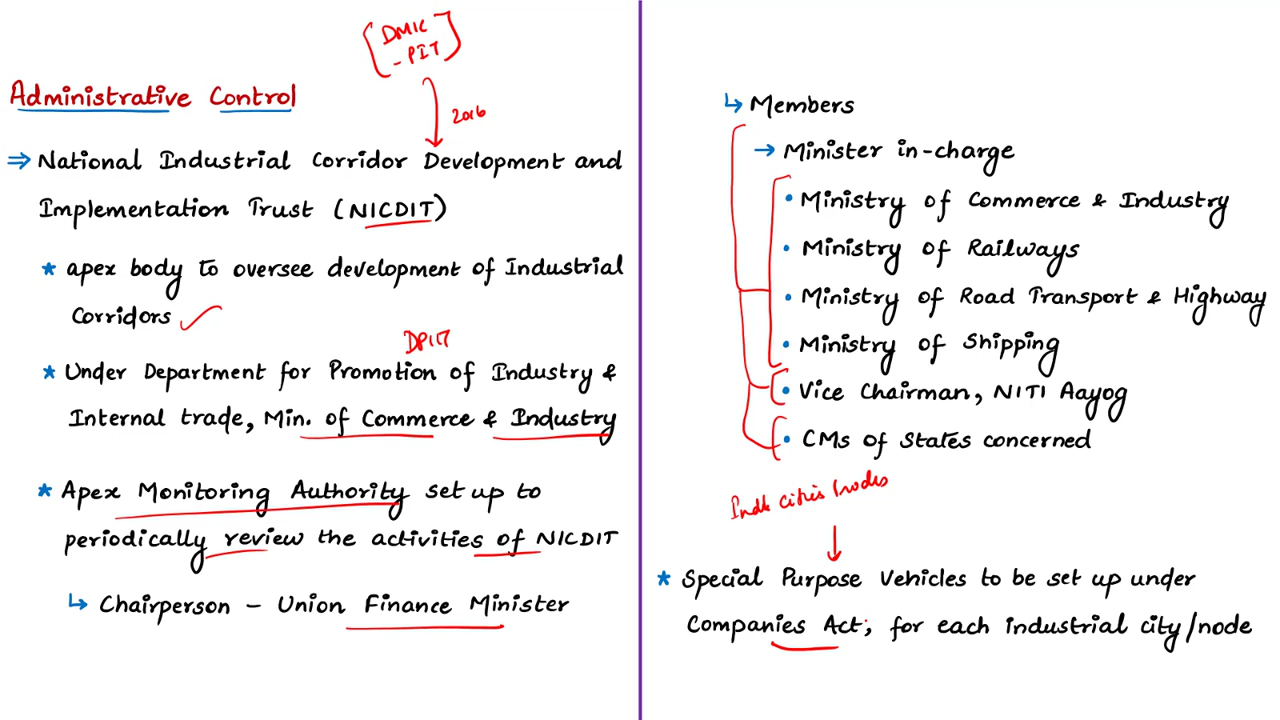 [DMIC
- PIT]
2016
Administrative Control
⇒ National Industrial Corridor Development and
Implementation Trust (NICDIT)
* apex body to oversee development of Industrial
Corridors ✓
DPIIT
* Under Department for Promotion of Industry &
Internal trade, Min. of Commerce & Industry
* Apex Monitoring Authority set up to
periodically review the activities of NICDIT
↳ Chairperson – Union Finance Minister
↳ Members
→ Minister in-charge
• Ministry of Commerce & Industry
• Ministry of Railways
• Ministry of Road Transport & Highway
• Ministry of Shipping
• Vice Chairman, NITI Aayog
• CMs of States concerned
Cities
* Special Purpose Vehicles to be set up under
Companies Act; for each industrial city/node